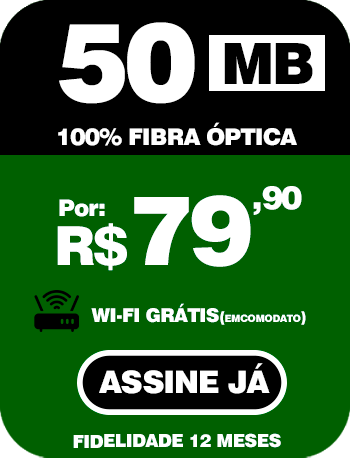 50 MB
100% FIBRA ÓPTICA
Por:
R$ 79,90
WI-FI GRÁTIS(EMCOMODATO)
ASSINE JÁ
FIDELIDADE 12 MESES